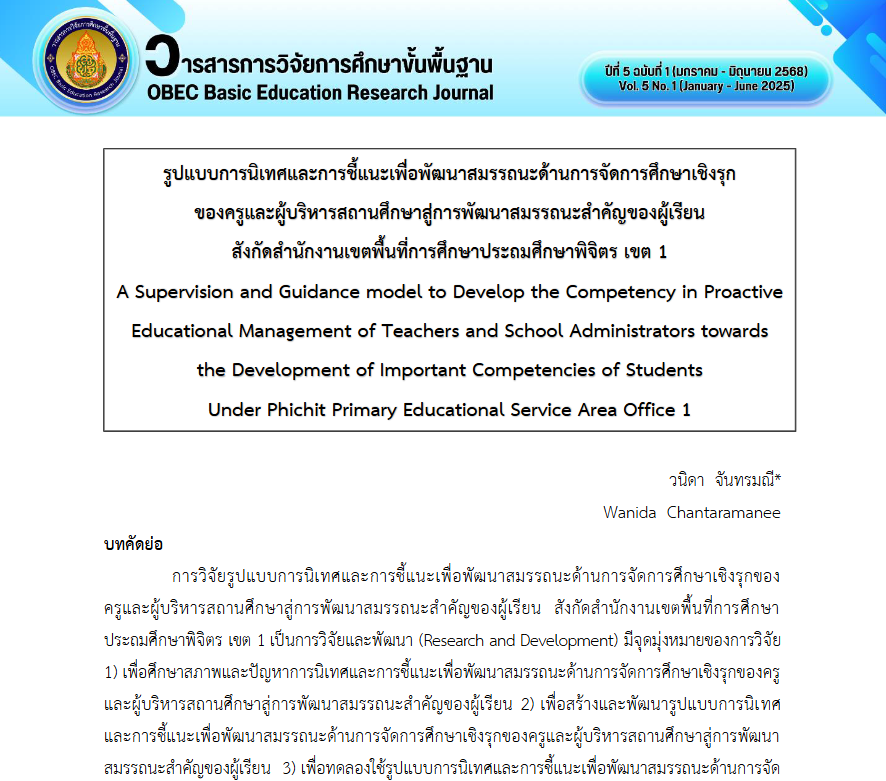 วารสารการวิจัยการศึกษาขั้นพื้นฐาน
OBEC Basic Education Research Journal
วารสารการวิจัยการศึกษาขั้นพื้นฐาน
OBEC Basic Education Research Journal
ปีที่ 5 ฉบับที่ 1 (มกราคม - มิถุนายน 2568)
Vol. 5 No. 1 (January - June 2025)
รูปแบบการนิเทศและการชี้แนะเพื่อพัฒนาสมรรถนะด้านการจัดการศึกษาเชิงรุก
ของครูและผู้บริหารสถานศึกษาสู่การพัฒนาสมรรถนะสำคัญของผู้เรียน
สังกัดสำนักงานเขตพื้นที่การศึกษาประถมศึกษาพิจิตร เขต 1
A Supervision and Guidance model to Develop the Competency in Proactive
Educational Management of Teachers and School Administrators towards
the Development of Important Competencies of Students
Under Phichit Primary Educational Service Area Office 1
วนิดา จันทรมณี*
Wanida Chantaramanee
บทคัดย่อ
การวิจัยรูปแบบการนิเทศและการชี้แนะเพื่อพัฒนาสมรรถนะด้านการจัดการศึกษาเชิงรุกของ
ครูและผู้บริหารสถานศึกษาสู่การพัฒนาสมรรถนะสำคัญของผู้เรียน สังกัดสำนักงานเขตพื้นที่การศึกษา
ประถมศึกษาพิจิตร เขต 1 เป็นการวิจัยและพัฒนา (Research and Development) มีจุดมุ่งหมายของการวิจัย
1) เพื่อศึกษาสภาพและปัญหาการนิเทศและการชี้แนะเพื่อพัฒนาสมรรถนะด้านการจัดการศึกษาเชิงรุกของครู
และผู้บริหารสถานศึกษาสู่การพัฒนาสมรรถนะสำคัญของผู้เรียน 2) เพื่อสร้างและพัฒนารูปแบบการนิเทศ
และการชี้แนะเพื่อพัฒนาสมรรถนะด้านการจัดการศึกษาเชิงรุกของครูและผู้บริหารสถานศึกษาสู่การพัฒนา
สมรรถนะสำคัญของผู้เรียน 3) เพื่อทดลองใช้รูปแบบการนิเทศและการชี้แนะเพื่อพัฒนาสมรรถนะด้านการจัด